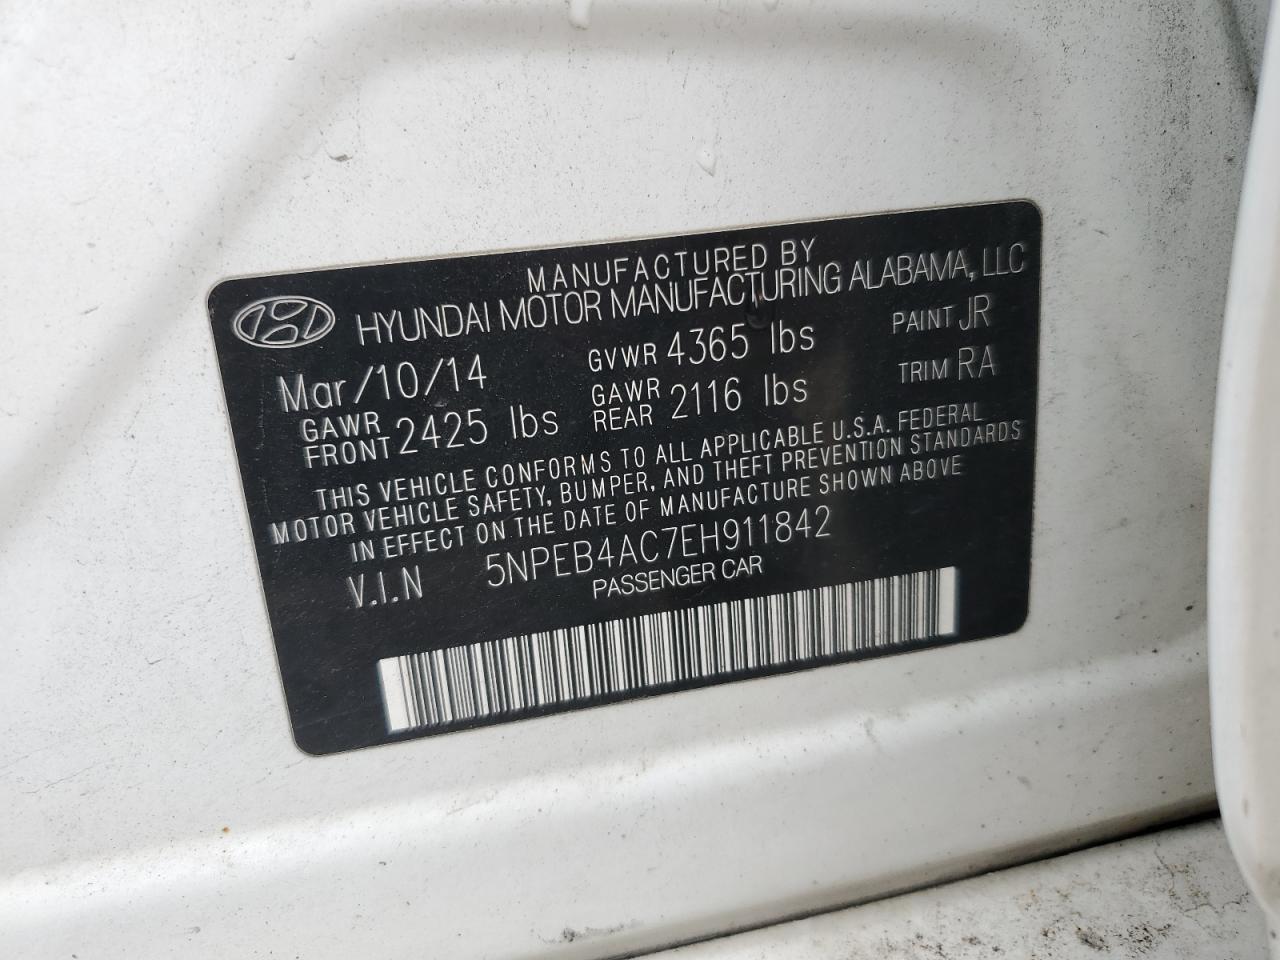 MANUFACTURED BY
HYUNDAI MOTOR MANUFACTURING ALABAMA, LLC
Mar/10/14 GVWR 4365 lbs PAINT JR
GAWR FRONT 2425 lbs GAWR REAR 2116 lbs TRIM RA
THIS VEHICLE CONFORMS TO ALL APPLICABLE U.S.A. FEDERAL
MOTOR VEHICLE SAFETY, BUMPER, AND THEFT PREVENTION STANDARDS
IN EFFECT ON THE DATE OF MANUFACTURE SHOWN ABOVE
V.I.N 5NPEB4AC7EH911842
PASSENGER CAR